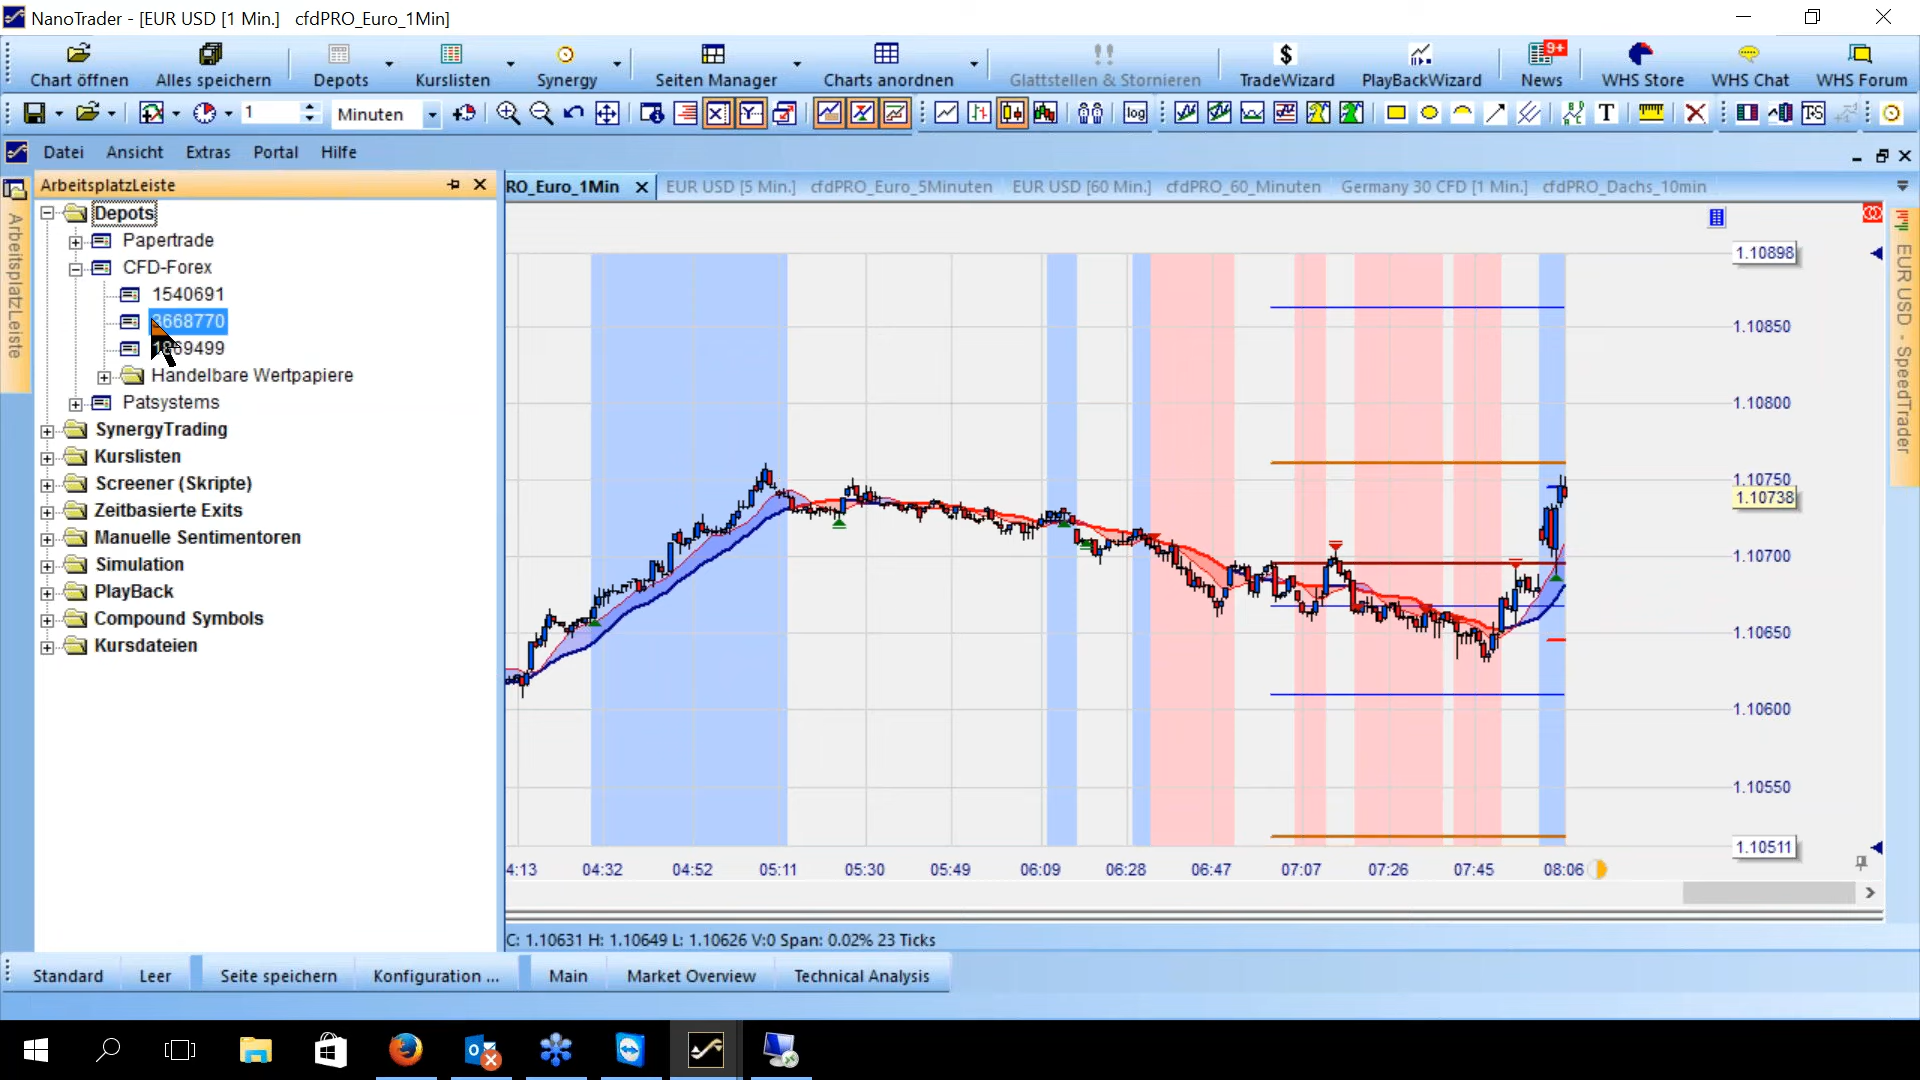 NanoTrader - [EUR USD [1 Min.] cfdPRO_Euro_1Min]
Chart öffnen Alles speichern Depots Kurslisten Synergy Seiten Manager Charts anordnen Glattstellen & Stornieren TradeWizard PlayBackWizard 9+ News WHS Store WHS Chat WHS Forum
1 Minuten log T TS
Datei Ansicht Extras Portal Hilfe
ArbeitsplatzLeiste
RO_Euro_1Min EUR USD [5 Min.] cfdPRO_Euro_5Minuten EUR USD [60 Min.] cfdPRO_60_Minuten Germany 30 CFD [1 Min.] cfdPRO_Dachs_10min
ArbeitsplatzLeiste
Depots
Papertrade
CFD-Forex
1540691
3668770
1869499
Handelbare Wertpapiere
Patsystems
SynergyTrading
Kurslisten
Screener (Skripte)
Zeitbasierte Exits
Manuelle Sentimentoren
Simulation
PlayBack
Compound Symbols
Kursdateien
1.10898
1.10850
1.10800
1.10750
1.10738
1.10700
1.10650
1.10600
1.10550
1.10511
EUR USD - SpeedTrader
4:13 04:32 04:52 05:11 05:30 05:49 06:09 06:28 06:47 07:07 07:26 07:45 08:06
C: 1.10631 H: 1.10649 L: 1.10626 V:0 Span: 0.02% 23 Ticks
Standard Leer Seite speichern Konfiguration ... Main Market Overview Technical Analysis